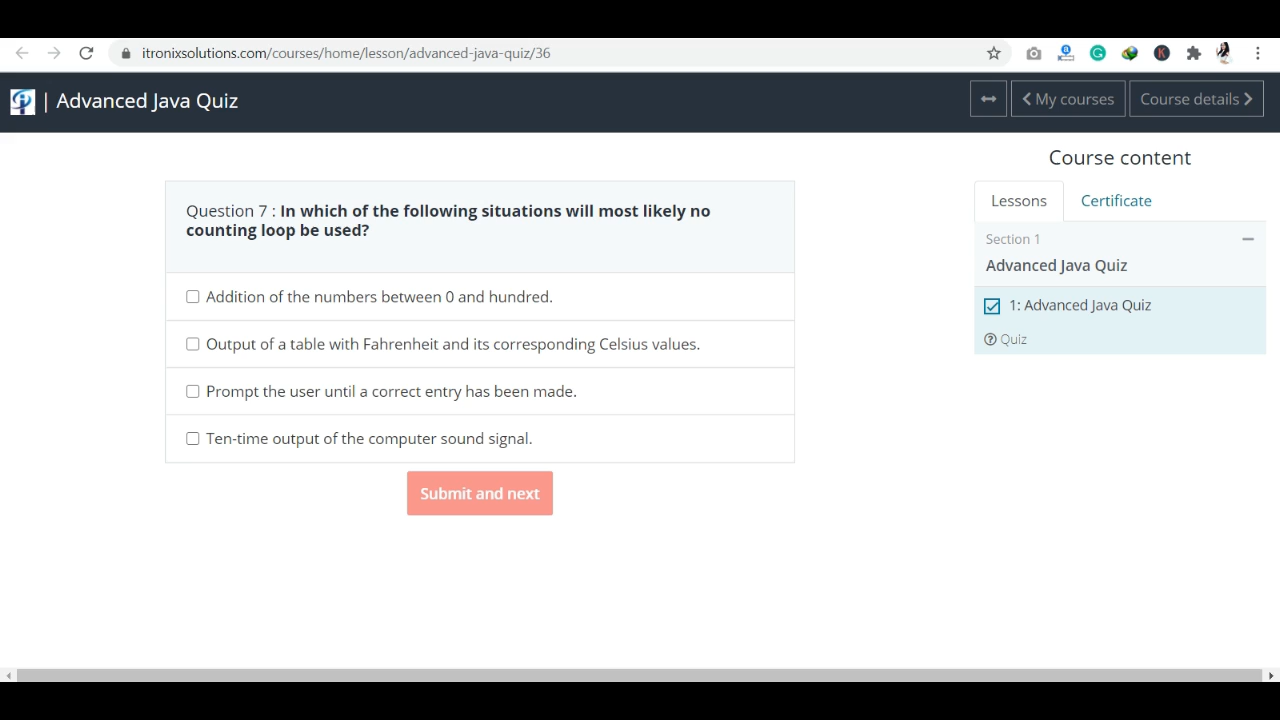 itronixsolutions.com/courses/home/lesson/advanced-java-quiz/36
| Advanced Java Quiz
My courses
Course details
Course content
Lessons
Certificate
Section 1
Advanced Java Quiz
1: Advanced Java Quiz
Quiz
Question 7 : In which of the following situations will most likely no
counting loop be used?
Addition of the numbers between 0 and hundred.
Output of a table with Fahrenheit and its corresponding Celsius values.
Prompt the user until a correct entry has been made.
Ten-time output of the computer sound signal.
Submit and next